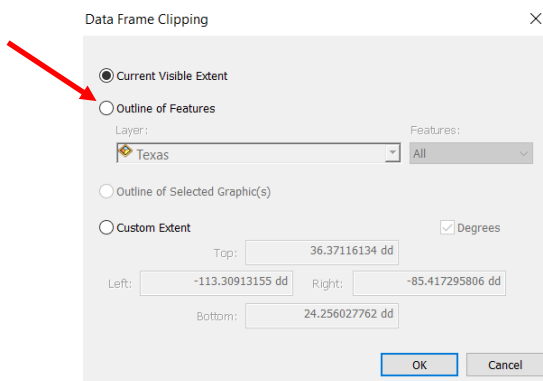 Data Frame Clipping
Current Visible Extent
Outline of Features
Layer: Features:
Texas All
Outline of Selected Graphic(s)
Custom Extent Degrees
Top: 36.37116134 dd
Left: -113.30913155 dd Right: -85.417295806 dd
Bottom: 24.256027762 dd
OK Cancel